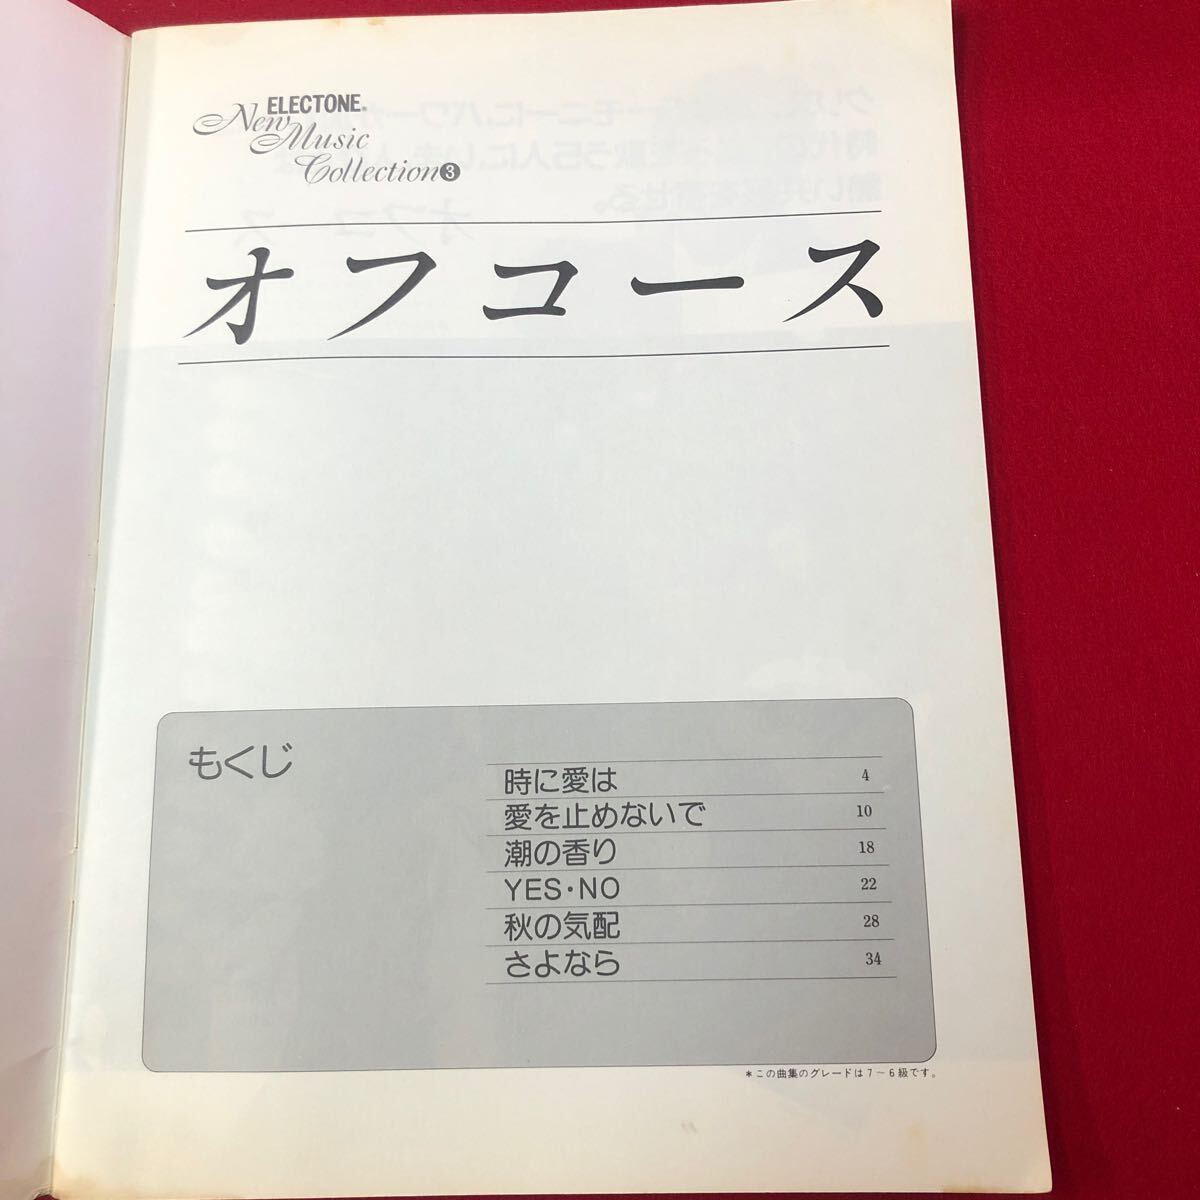 ELECTONE®
New
Music
Collection❸
オフコース
もくじ
時に愛は 4
愛を止めないで 10
潮の香り 18
YES・NO 22
秋の気配 28
さよなら 34
＊この曲集のグレードは7～6級です。